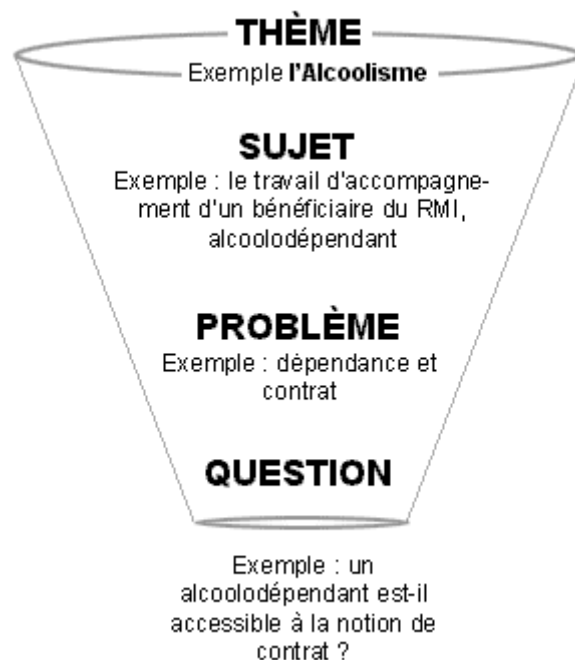 THÈME
Exemple l'Alcoolisme
SUJET
Exemple : le travail d'accompagne-
ment d'un bénéficiaire du RMI,
alcoolodépendant
PROBLÈME
Exemple : dépendance et
contrat
QUESTION
Exemple : un
alcoolodépendant est-il
accessible à la notion de
contrat ?